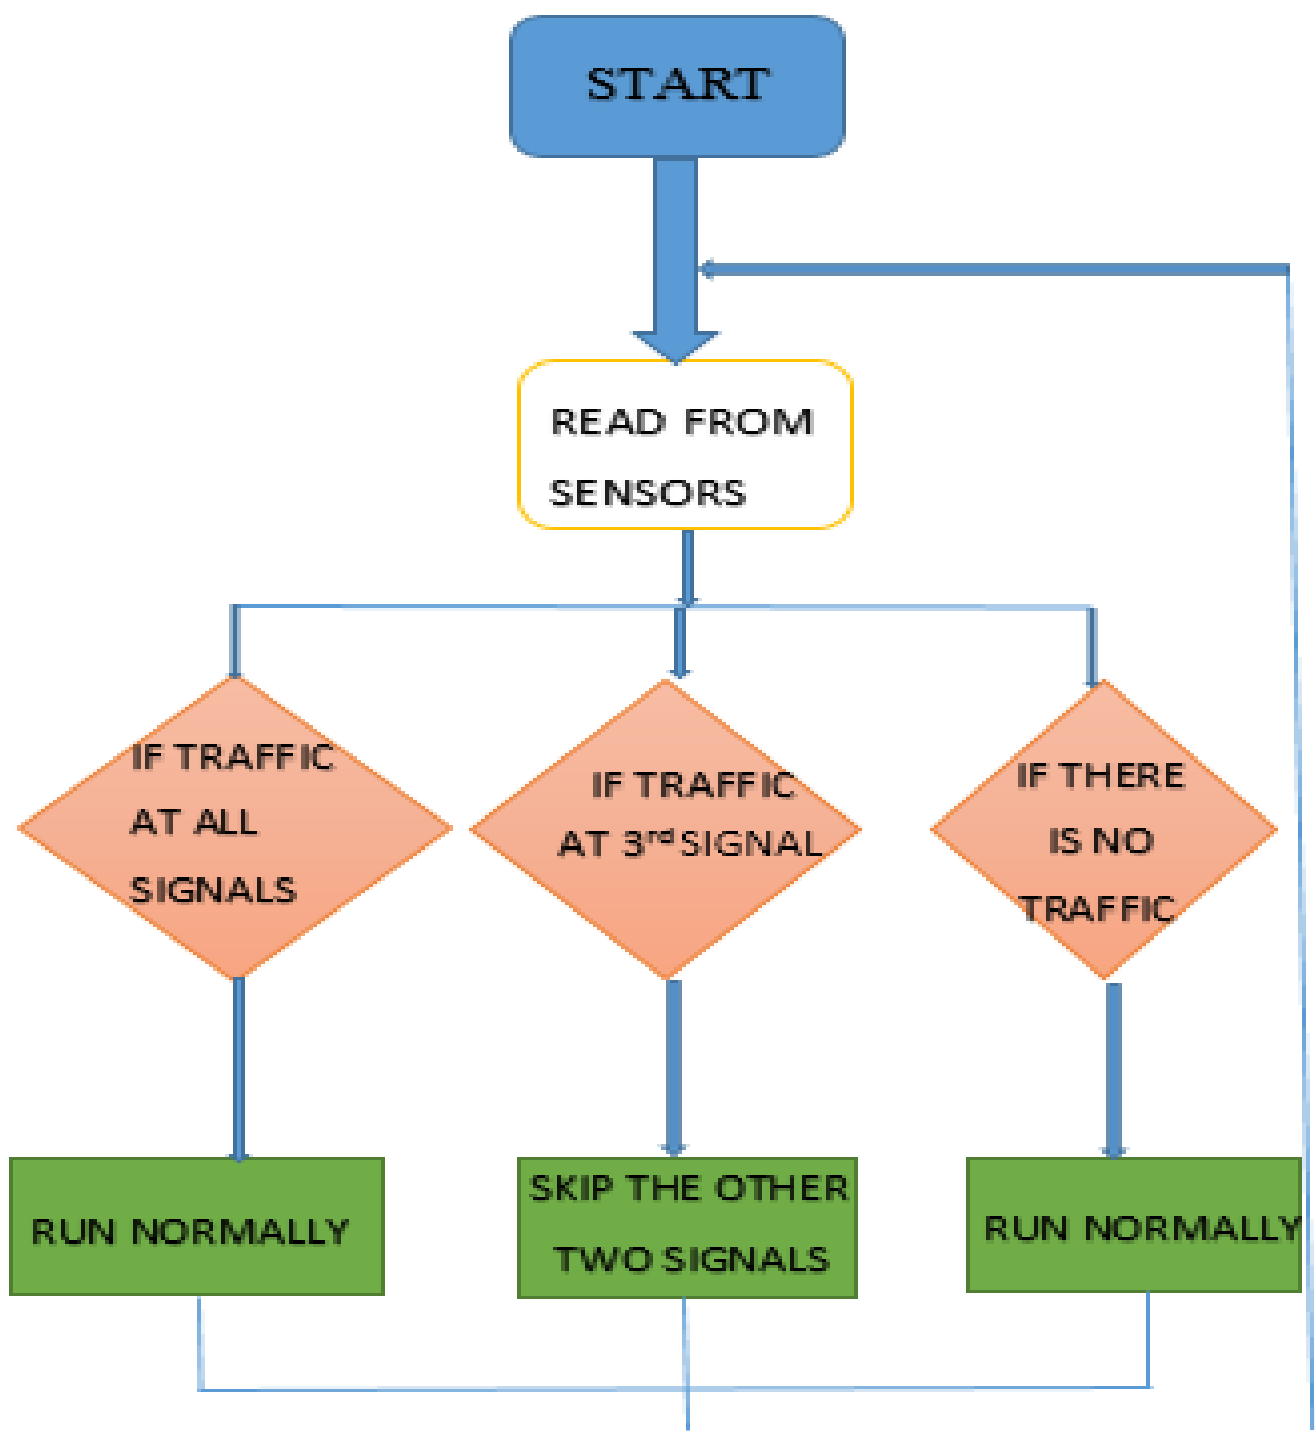 START
READ FROM
SENSORS
IF TRAFFIC
AT ALL
SIGNALS
IF TRAFFIC
AT 3rd SIGNAL
IF THERE
IS NO
TRAFFIC
RUN NORMALLY
SKIP THE OTHER
TWO SIGNALS
RUN NORMALLY